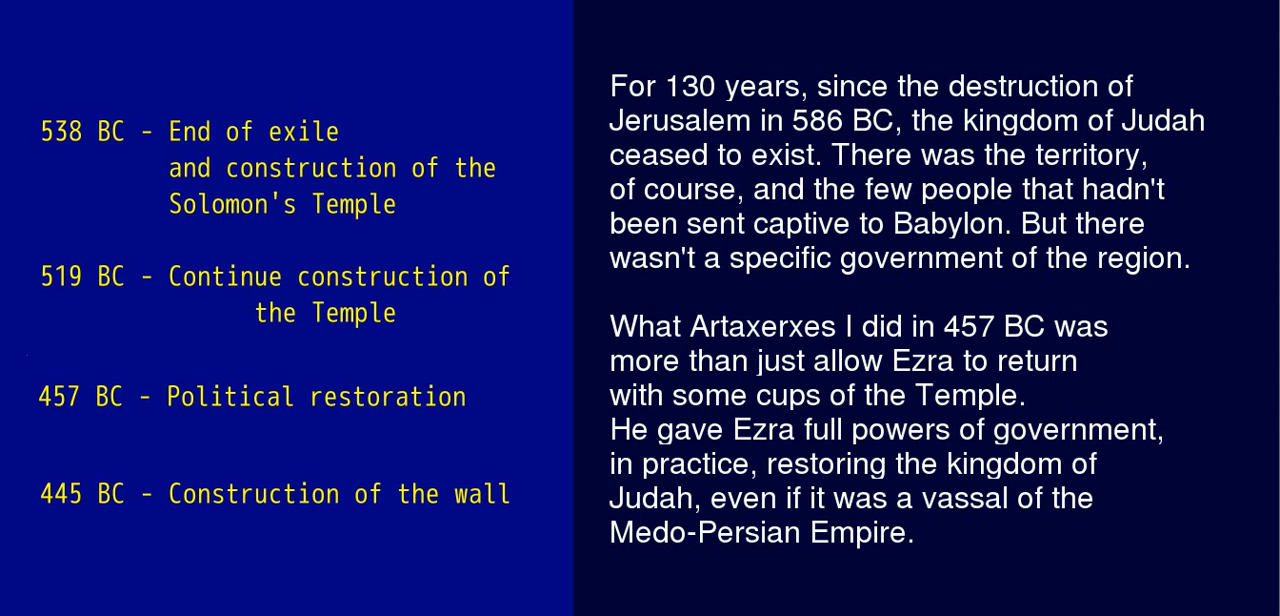 538 BC - End of exile
and construction of the
Solomon's Temple
519 BC - Continue construction of
the Temple
457 BC - Political restoration
445 BC - Construction of the wall
For 130 years, since the destruction of
Jerusalem in 586 BC, the kingdom of Judah
ceased to exist. There was the territory,
of course, and the few people that hadn't
been sent captive to Babylon. But there
wasn't a specific government of the region.
What Artaxerxes I did in 457 BC was
more than just allow Ezra to return
with some cups of the Temple.
He gave Ezra full powers of government,
in practice, restoring the kingdom of
Judah, even if it was a vassal of the
Medo-Persian Empire.